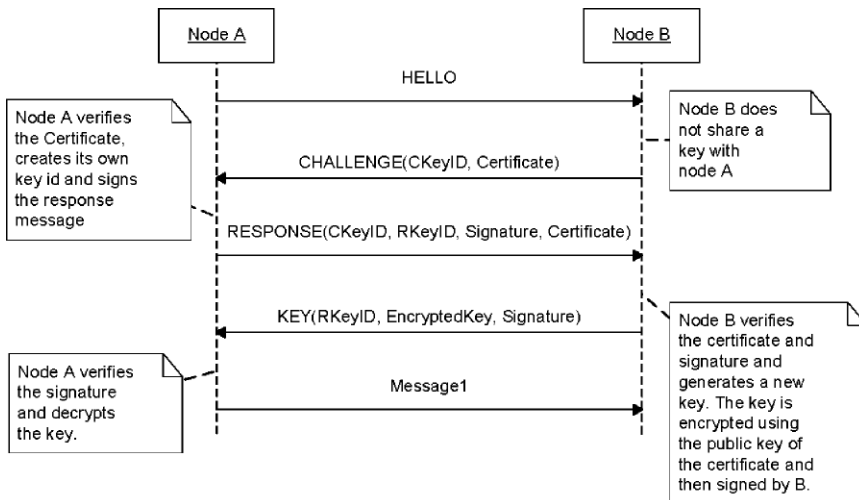 Node A
Node B
HELLO
Node A verifies
the Certificate,
creates its own
key id and signs
the response
message
Node B does
not share a
key with
node A
CHALLENGE(CKeyID, Certificate)
RESPONSE(CKeyID, RKeyID, Signature, Certificate)
KEY(RKeyID, EncryptedKey, Signature)
Node B verifies
the certificate and
signature and
generates a new
key. The key is
encrypted using
the public key of
the certificate and
then signed by B.
Node A verifies
the signature
and decrypts
the key.
Message1